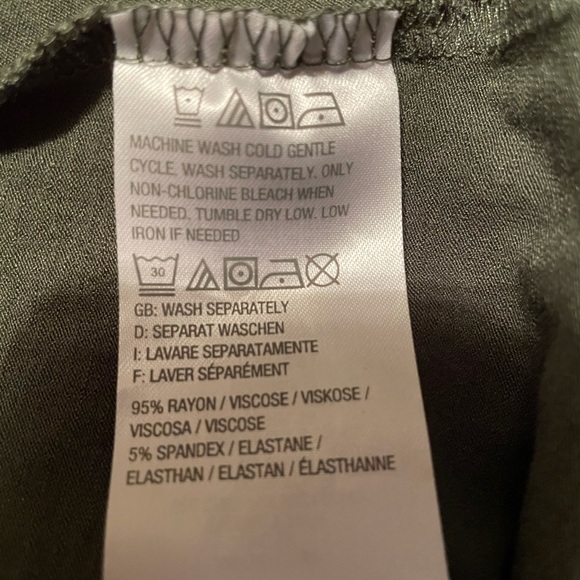 MACHINE WASH COLD GENTLE
CYCLE. WASH SEPARATELY. ONLY
NON-CHLORINE BLEACH WHEN
NEEDED. TUMBLE DRY LOW. LOW
IRON IF NEEDED
30
GB: WASH SEPARATELY
D: SEPARAT WASCHEN
I: LAVARE SEPARATAMENTE
F: LAVER SÉPARÉMENT
95% RAYON / VISCOSE / VISKOSE /
VISCOSA / VISCOSE
5% SPANDEX / ELASTANE /
ELASTHAN / ELASTAN / ÉLASTHANNE